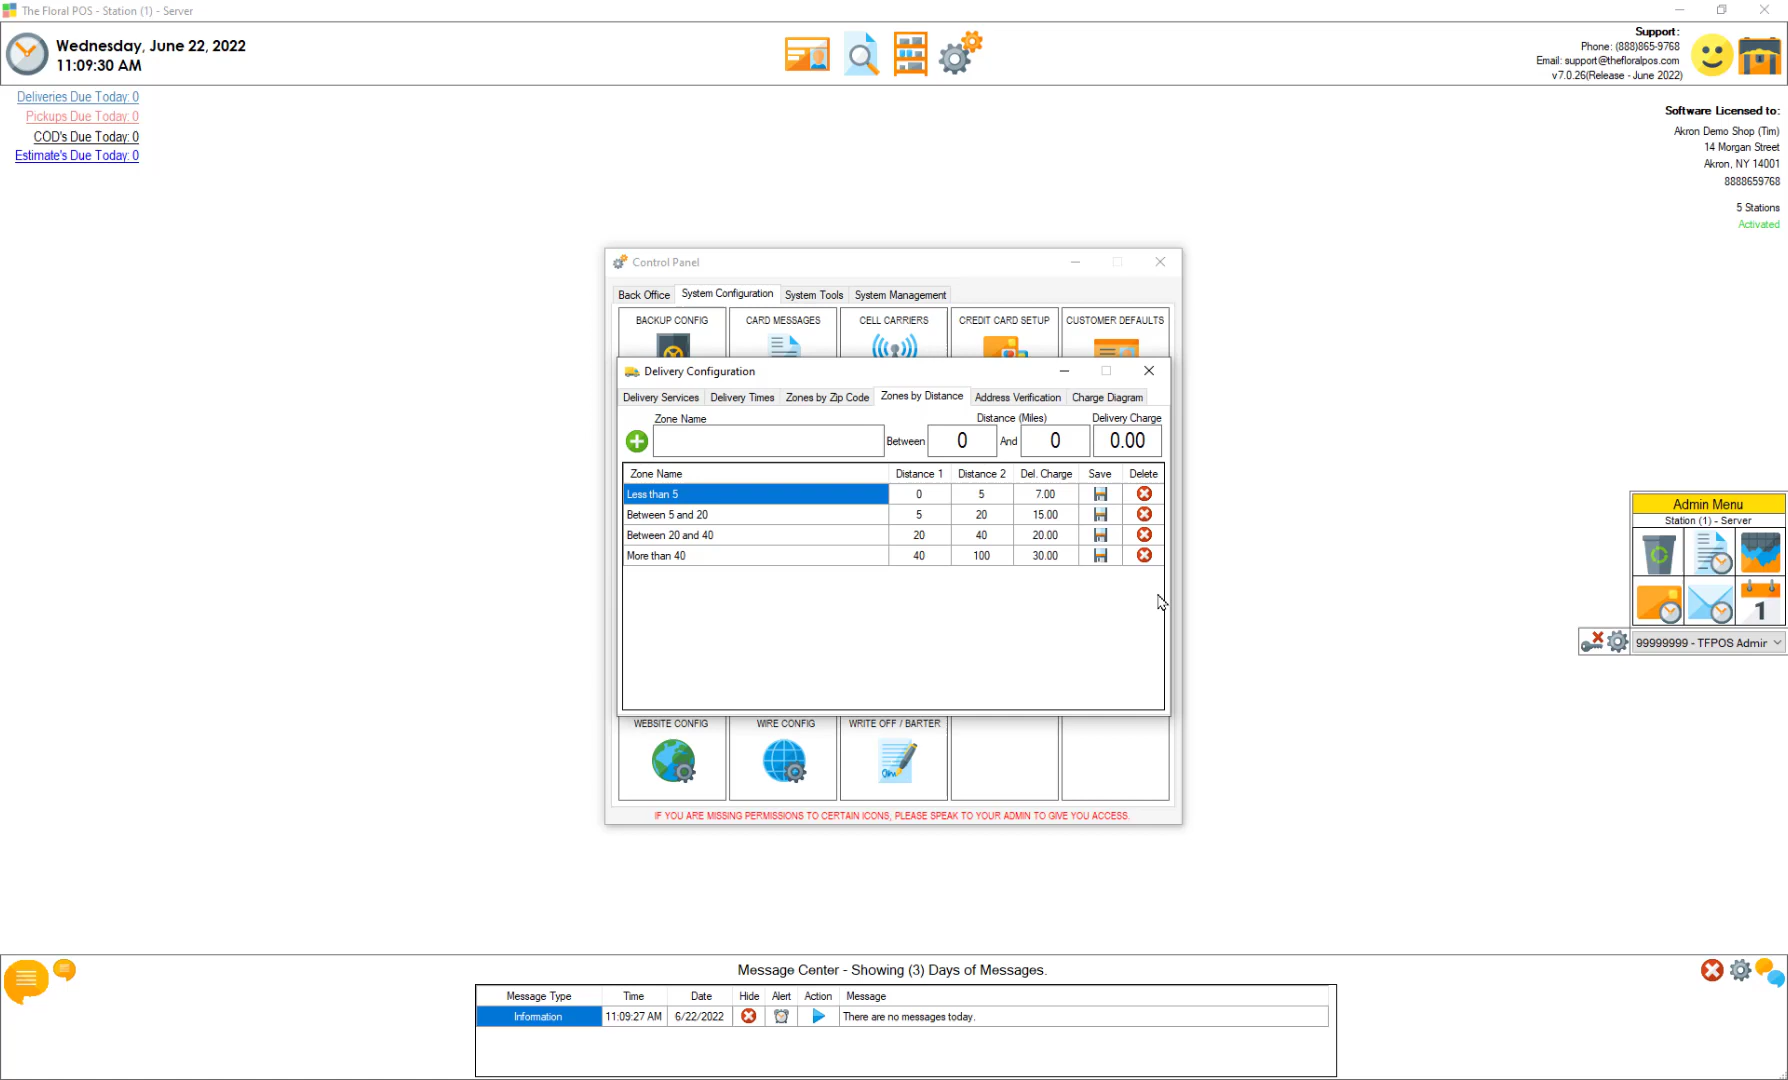 The Floral POS - Station (1) - Server
Wednesday, June 22, 2022
11:09:30 AM
Support:
Phone: (888)865-9768
Email: support@thefloralpos.com
v7.0.26(Release - June 2022)
Deliveries Due Today: 0
Pickups Due Today: 0
COD's Due Today: 0
Estimate's Due Today: 0
Software Licensed to:
Akron Demo Shop (Tim)
14 Morgan Street
Akron, NY 14001
8888659768
5 Stations
Activated
Control Panel
Back Office System Configuration System Tools System Management
BACKUP CONFIG CARD MESSAGES CELL CARRIERS CREDIT CARD SETUP CUSTOMER DEFAULTS
Delivery Configuration
Delivery Services Delivery Times Zones by Zip Code Zones by Distance Address Verification Charge Diagram
Zone Name Distance (Miles) Delivery Charge
Between 0 And 0 0.00
Zone Name Distance 1 Distance 2 Del. Charge Save Delete
Less than 5 0 5 7.00
Between 5 and 20 5 20 15.00
Between 20 and 40 20 40 20.00
More than 40 40 100 30.00
WEBSITE CONFIG WIRE CONFIG WRITE OFF / BARTER
IF YOU ARE MISSING PERMISSIONS TO CERTAIN ICONS, PLEASE SPEAK TO YOUR ADMIN TO GIVE YOU ACCESS.
Admin Menu
Station (1) - Server
1
99999999 - TFPOS Admir
Message Center - Showing (3) Days of Messages.
Message Type Time Date Hide Alert Action Message
Information 11:09:27 AM 6/22/2022 There are no messages today.